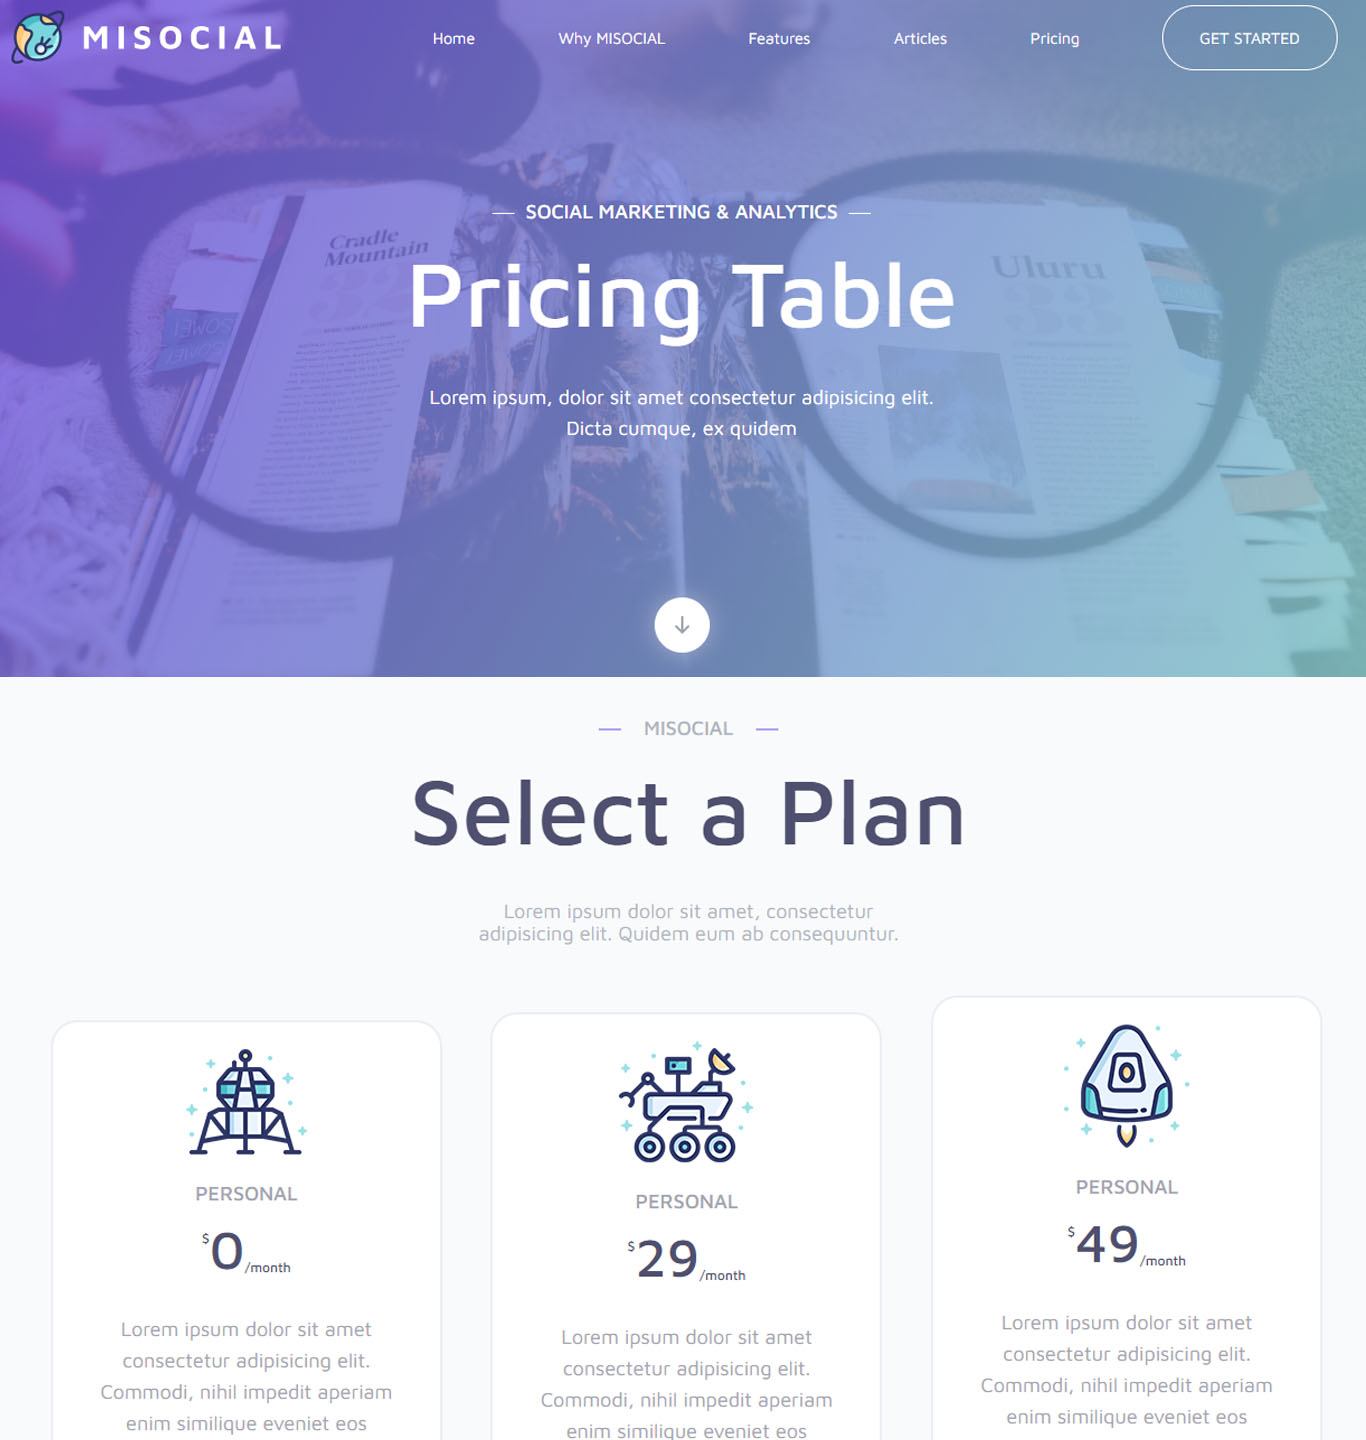 MISOCIAL
Home
Why MISOCIAL
Features
Articles
Pricing
GET STARTED
SOCIAL MARKETING & ANALYTICS
Cradle
Mountain
Uluru
Pricing Table
Lorem ipsum, dolor sit amet consectetur adipisicing elit.
Dicta cumque, ex quidem
MISOCIAL
Select a Plan
Lorem ipsum dolor sit amet, consectetur
adipisicing elit. Quidem eum ab consequuntur.
PERSONAL
$0/month
Lorem ipsum dolor sit amet
consectetur adipisicing elit.
Commodi, nihil impedit aperiam
enim similique eveniet eos
PERSONAL
$29/month
Lorem ipsum dolor sit amet
consectetur adipisicing elit.
Commodi, nihil impedit aperiam
enim similique eveniet eos
PERSONAL
$49/month
Lorem ipsum dolor sit amet
consectetur adipisicing elit.
Commodi, nihil impedit aperiam
enim similique eveniet eos